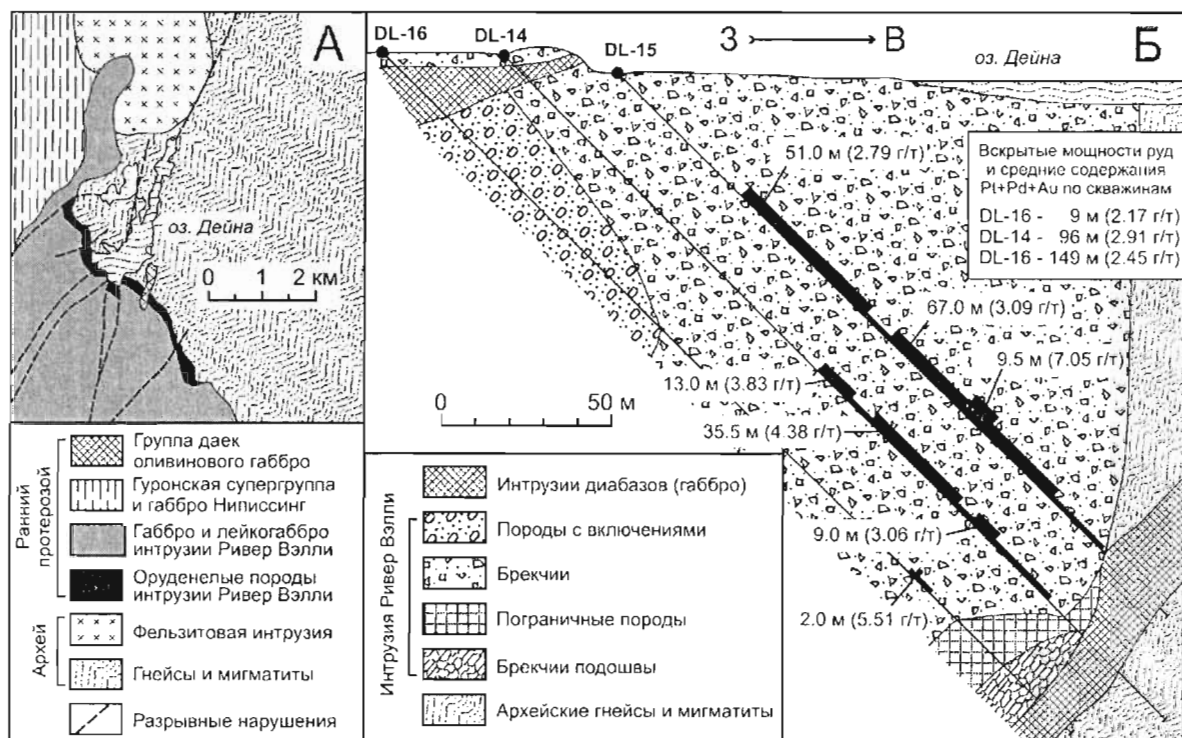 А
оз. Дейна
0 1 2 км
Ранний протерозой
Группа даек
оливинового габбро
Гуронская супергруппа
и габбро Ниписсинг
Габбро и лейкогаббро
интрузии Ривер Вэлли
Оруденелые породы
интрузии Ривер Вэлли
Архей
Фельзитовая интрузия
Гнейсы и мигматиты
Разрывные нарушения
Б
DL-16
DL-14
DL-15
З
В
оз. Дейна
Вскрытые мощности руд
и средние содержания
Pt+Pd+Au по скважинам
DL-16 - 9 м (2.17 г/т)
DL-14 - 96 м (2.91 г/т)
DL-16 - 149 м (2.45 г/т)
51.0 м (2.79 г/т)
67.0 м (3.09 г/т)
9.5 м (7.05 г/т)
13.0 м (3.83 г/т)
35.5 м (4.38 г/т)
9.0 м (3.06 г/т)
2.0 м (5.51 г/т)
0 50 м
Интрузии диабазов (габбро)
Интрузия Ривер Вэлли
Породы с включениями
Брекчии
Пограничные породы
Брекчии подошвы
Архейские гнейсы и мигматиты